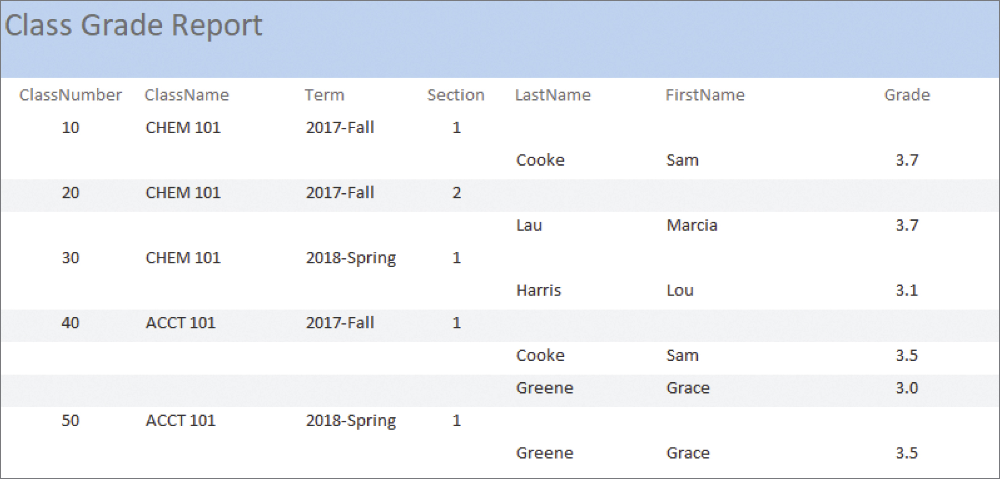 Class Grade Report
ClassNumber ClassName Term Section LastName FirstName Grade
10 CHEM 101 2017-Fall 1
Cooke Sam 3.7
20 CHEM 101 2017-Fall 2
Lau Marcia 3.7
30 CHEM 101 2018-Spring 1
Harris Lou 3.1
40 ACCT 101 2017-Fall 1
Cooke Sam 3.5
Greene Grace 3.0
50 ACCT 101 2018-Spring 1
Greene Grace 3.5